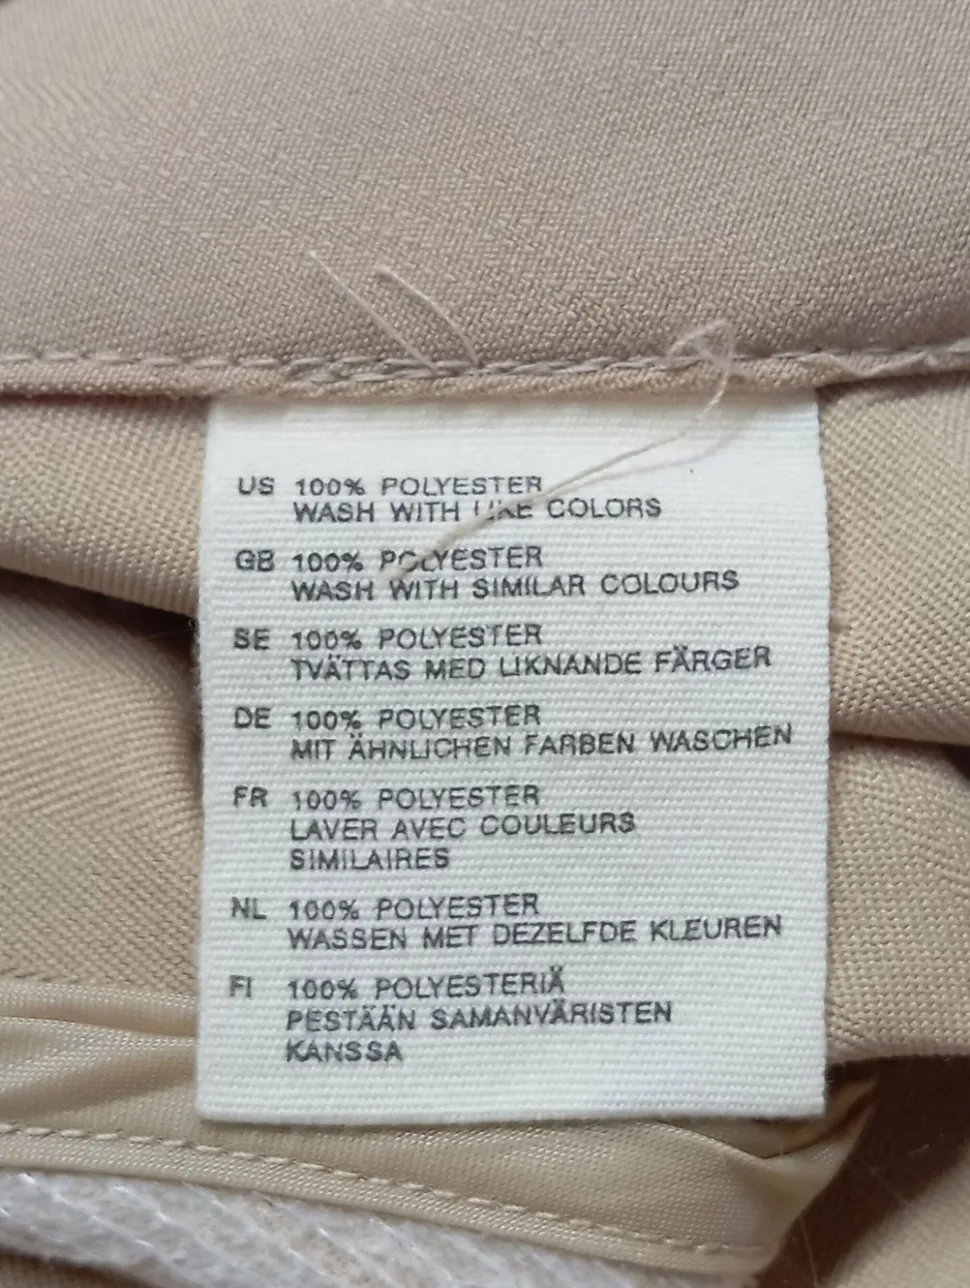 US 100% POLYESTER
WASH WITH LIKE COLORS
GB 100% POLYESTER
WASH WITH SIMILAR COLOURS
SE 100% POLYESTER
TVÄTTAS MED LIKNANDE FÄRGER
DE 100% POLYESTER
MIT ÄHNLICHEN FARBEN WASCHEN
FR 100% POLYESTER
LAVER AVEC COULEURS
SIMILAIRES
NL 100% POLYESTER
WASSEN MET DEZELFDE KLEUREN
FI 100% POLYESTERIÄ
PESTÄÄN SAMANVÄRISTEN
KANSSA